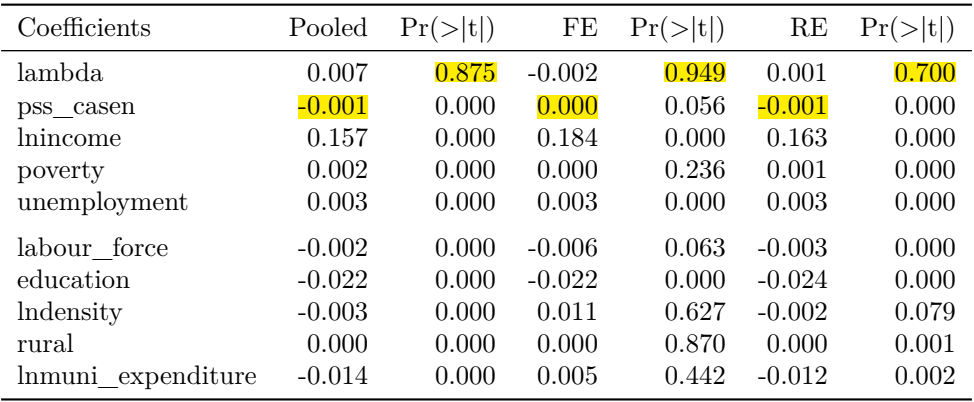 Coefficients Pooled Pr(>|t|) FE Pr(>|t|) RE Pr(>|t|)
lambda 0.007 0.875 -0.002 0.949 0.001 0.700
pss_casen -0.001 0.000 0.000 0.056 -0.001 0.000
lnincome 0.157 0.000 0.184 0.000 0.163 0.000
poverty 0.002 0.000 0.000 0.236 0.001 0.000
unemployment 0.003 0.000 0.003 0.000 0.003 0.000
labour_force -0.002 0.000 -0.006 0.063 -0.003 0.000
education -0.022 0.000 -0.022 0.000 -0.024 0.000
lndensity -0.003 0.000 0.011 0.627 -0.002 0.079
rural 0.000 0.000 0.000 0.870 0.000 0.001
lnmuni_expenditure -0.014 0.000 0.005 0.442 -0.012 0.002